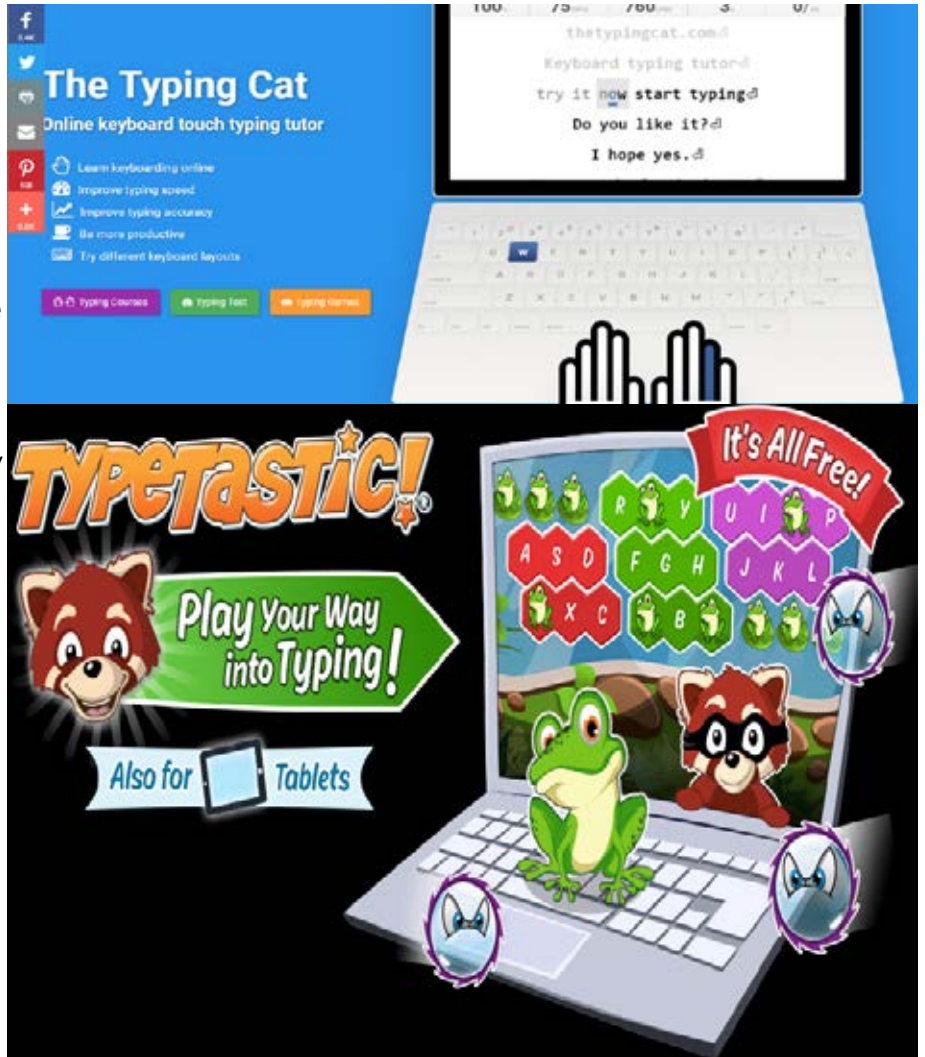 The Typing Cat
Online keyboard touch typing tutor
Learn keyboarding online
Improve typing speed
Improve typing accuracy
Be more productive
Try different keyboard layouts
Typing Courses
Typing Test
Typing Games
thetypingcat.com⏎
Keyboard typing tutor⏎
try it now start typing⏎
Do you like it?⏎
I hope yes.⏎
W
TYPETASTIC!®
Play Your Way
into Typing!
Also for
Tablets
It's All Free!
R Y U I P
A S D F G H J K L
X C B